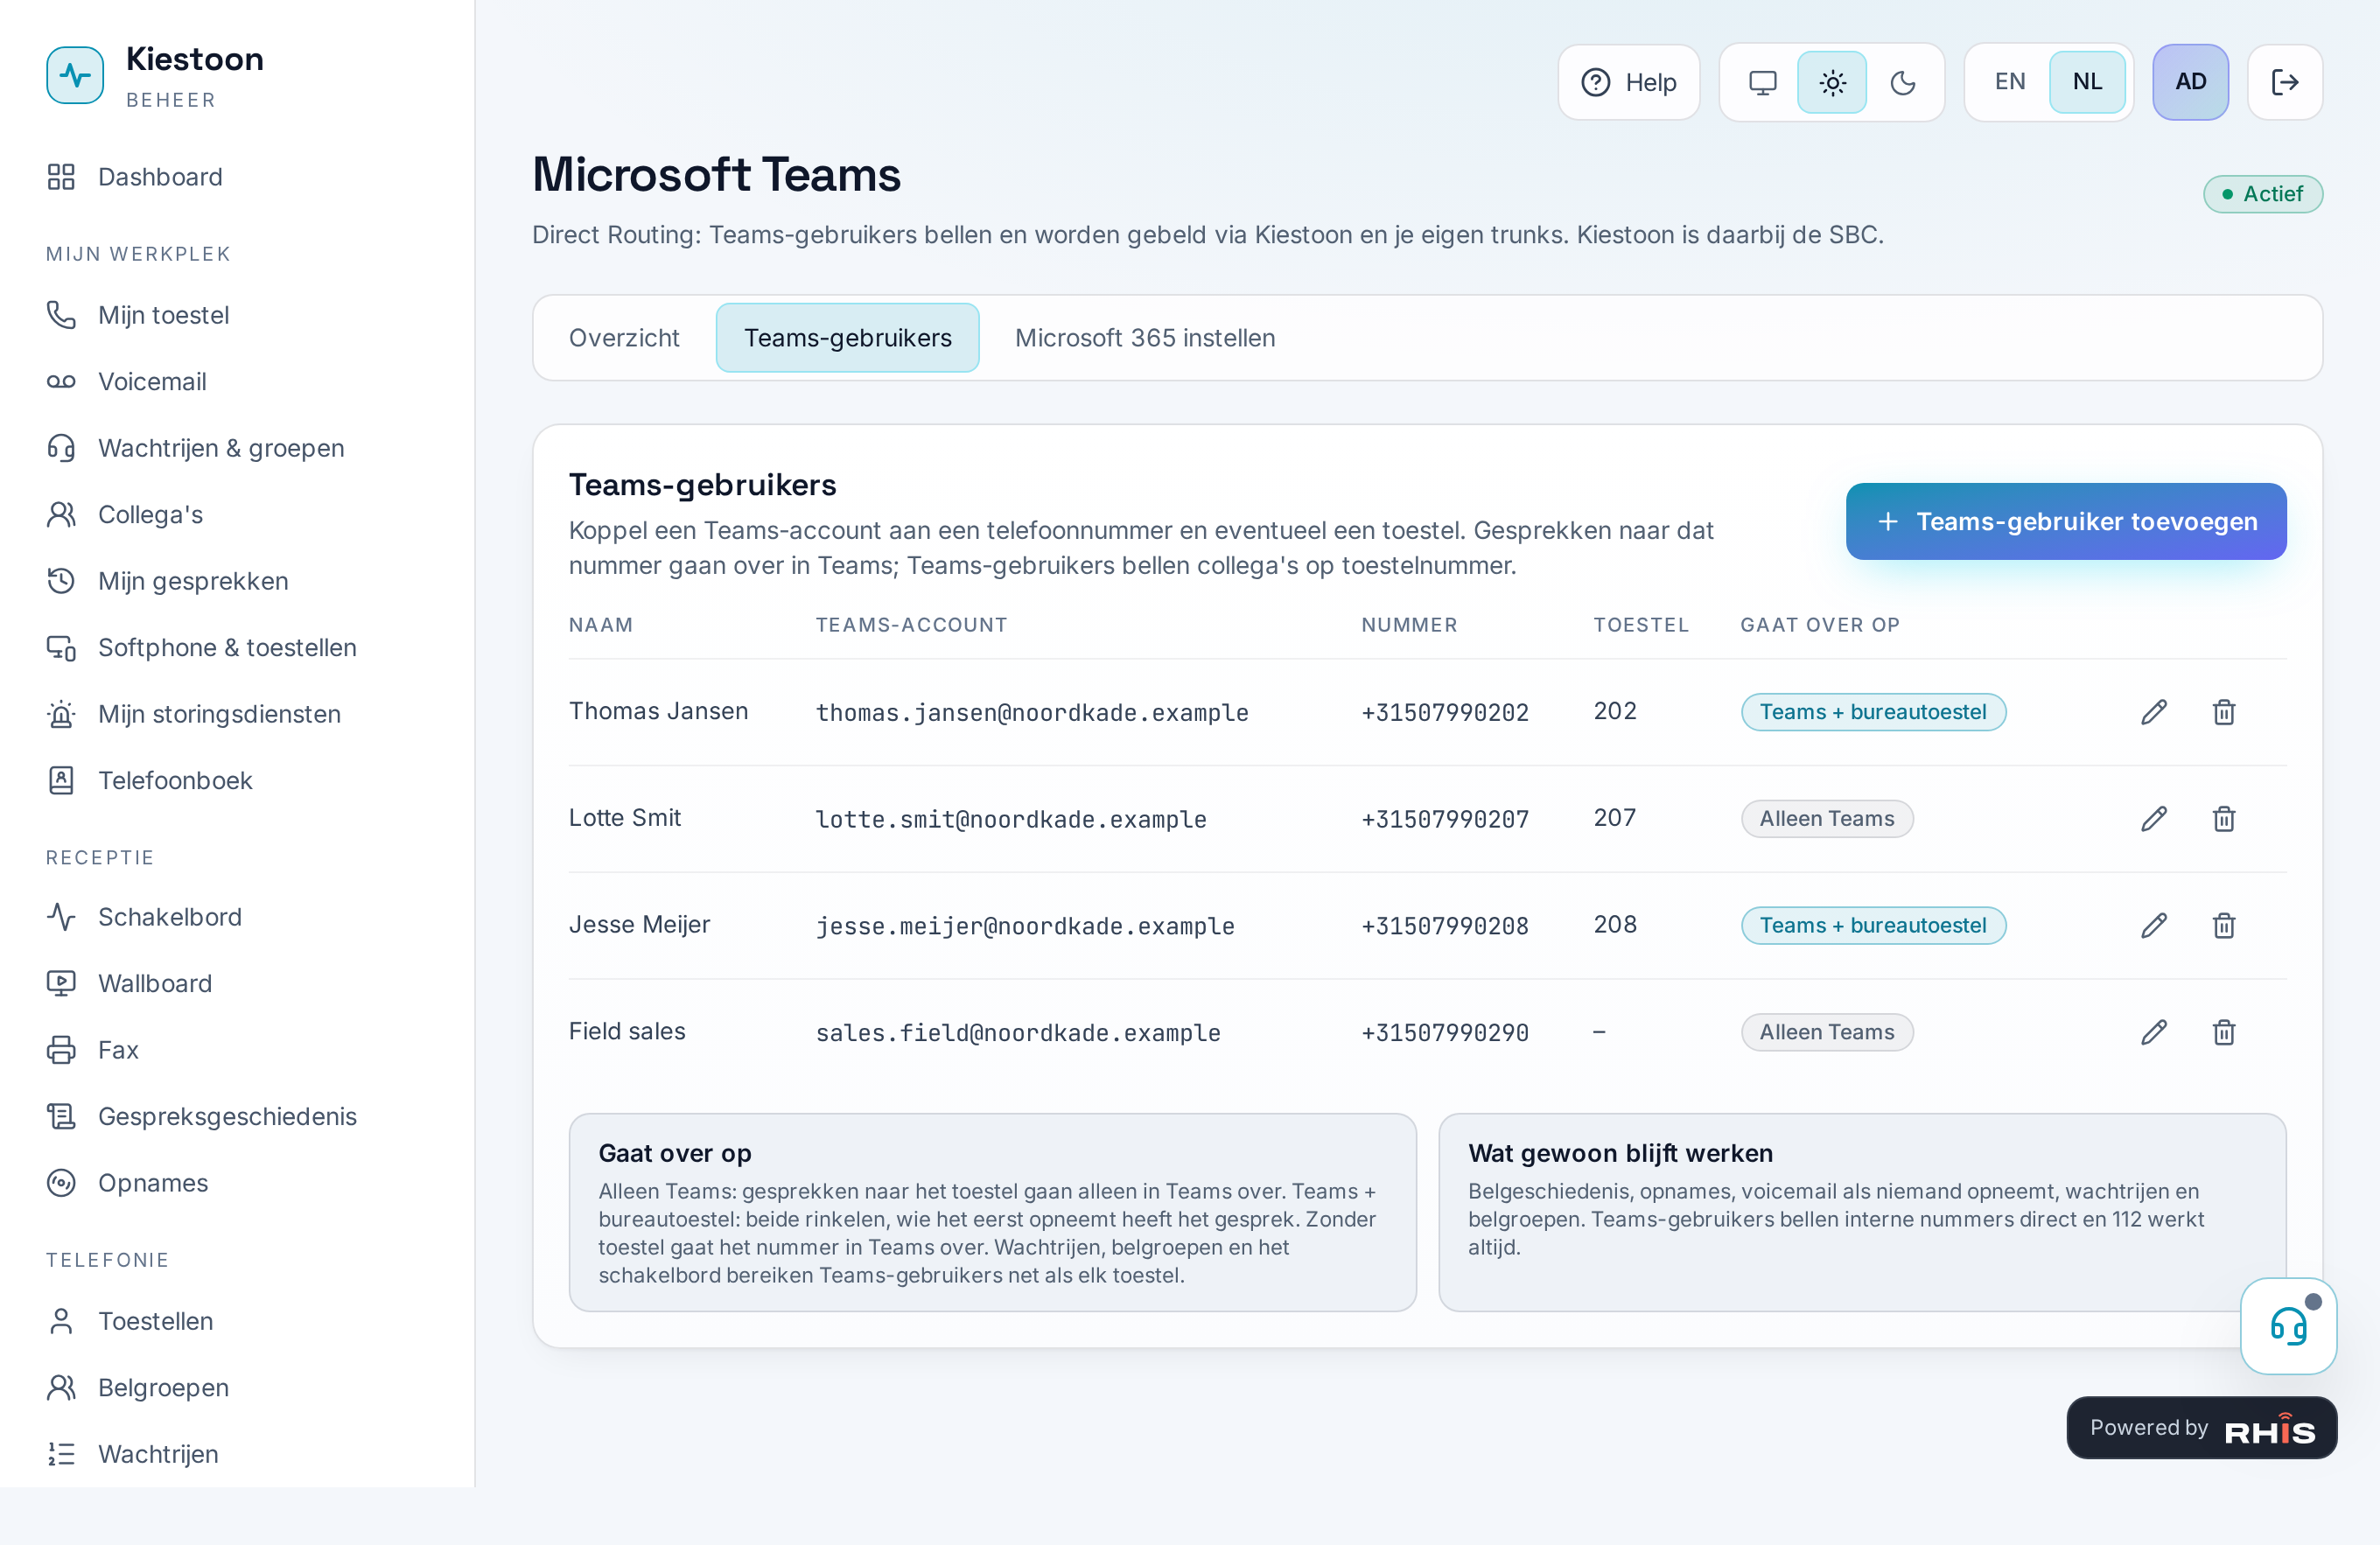 Kiestoon
BEHEER
Dashboard
MIJN WERKPLEK
Mijn toestel
Voicemail
Wachtrijen & groepen
Collega's
Mijn gesprekken
Softphone & toestellen
Mijn storingsdiensten
Telefoonboek
RECEPTIE
Schakelbord
Wallboard
Fax
Gespreksgeschiedenis
Opnames
TELEFONIE
Toestellen
Belgroepen
Wachtrijen
Help
EN
NL
AD
Microsoft Teams
Direct Routing: Teams-gebruikers bellen en worden gebeld via Kiestoon en je eigen trunks. Kiestoon is daarbij de SBC.
Actief
Overzicht
Teams-gebruikers
Microsoft 365 instellen
Teams-gebruikers
Koppel een Teams-account aan een telefoonnummer en eventueel een toestel. Gesprekken naar dat
nummer gaan over in Teams; Teams-gebruikers bellen collega's op toestelnummer.
Teams-gebruiker toevoegen
NAAM TEAMS-ACCOUNT NUMMER TOESTEL GAAT OVER OP
Thomas Jansen thomas.jansen@noordkade.example +31507990202 202 Teams + bureautoestel
Lotte Smit lotte.smit@noordkade.example +31507990207 207 Alleen Teams
Jesse Meijer jesse.meijer@noordkade.example +31507990208 208 Teams + bureautoestel
Field sales sales.field@noordkade.example +31507990290 – Alleen Teams
Gaat over op
Alleen Teams: gesprekken naar het toestel gaan alleen in Teams over. Teams +
bureautoestel: beide rinkelen, wie het eerst opneemt heeft het gesprek. Zonder
toestel gaat het nummer in Teams over. Wachtrijen, belgroepen en het
schakelbord bereiken Teams-gebruikers net als elk toestel.
Wat gewoon blijft werken
Belgeschiedenis, opnames, voicemail als niemand opneemt, wachtrijen en
belgroepen. Teams-gebruikers bellen interne nummers direct en 112 werkt
altijd.
Powered by RHiS